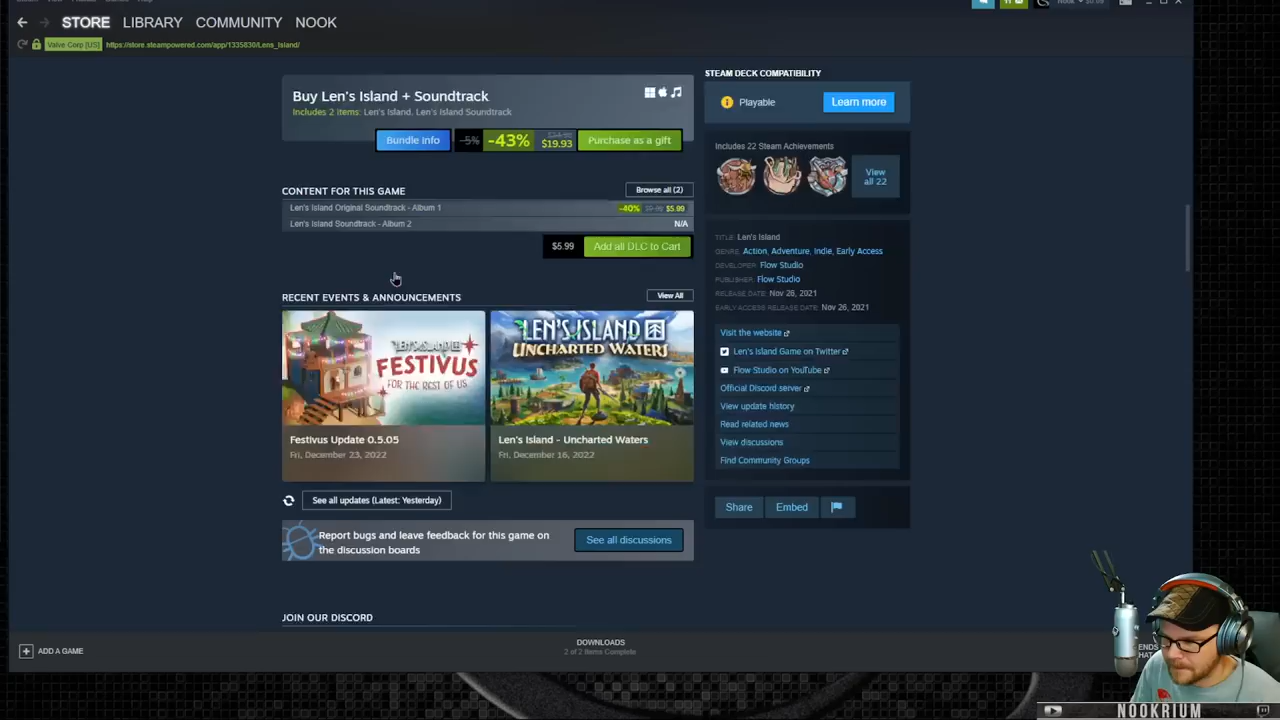 STORE LIBRARY COMMUNITY NOOK
Valve Corp [US] https://store.steampowered.com/app/1335830/Lens_Island/
Buy Len's Island + Soundtrack
Includes 2 items: Len's Island, Len's Island Soundtrack
Bundle info -5% -43% $19.93 Purchase as a gift
CONTENT FOR THIS GAME Browse all (2)
Len's Island Original Soundtrack - Album 1 -40% $5.99
Len's Island Soundtrack - Album 2 N/A
$5.99 Add all DLC to Cart
RECENT EVENTS & ANNOUNCEMENTS View All
LEN'S ISLAND
FESTIVUS
FOR THE REST OF US
LEN'S ISLAND
UNCHARTED WATERS
Festivus Update 0.5.05
Fri, December 23, 2022
Len's Island - Uncharted Waters
Fri, December 16, 2022
See all updates (Latest: Yesterday)
Report bugs and leave feedback for this game on
the discussion boards
See all discussions
JOIN OUR DISCORD
STEAM DECK COMPATIBILITY
Playable Learn more
Includes 22 Steam Achievements
View
all 22
TITLE: Len's Island
GENRE: Action, Adventure, Indie, Early Access
DEVELOPER: Flow Studio
PUBLISHER: Flow Studio
RELEASE DATE: Nov 26, 2021
EARLY ACCESS RELEASE DATE: Nov 26, 2021
Visit the website
Len's Island Game on Twitter
Flow Studio on YouTube
Official Discord server
View update history
Read related news
View discussions
Find Community Groups
Share Embed
ADD A GAME
DOWNLOADS
2 of 2 Items Complete
NOOKRIUM